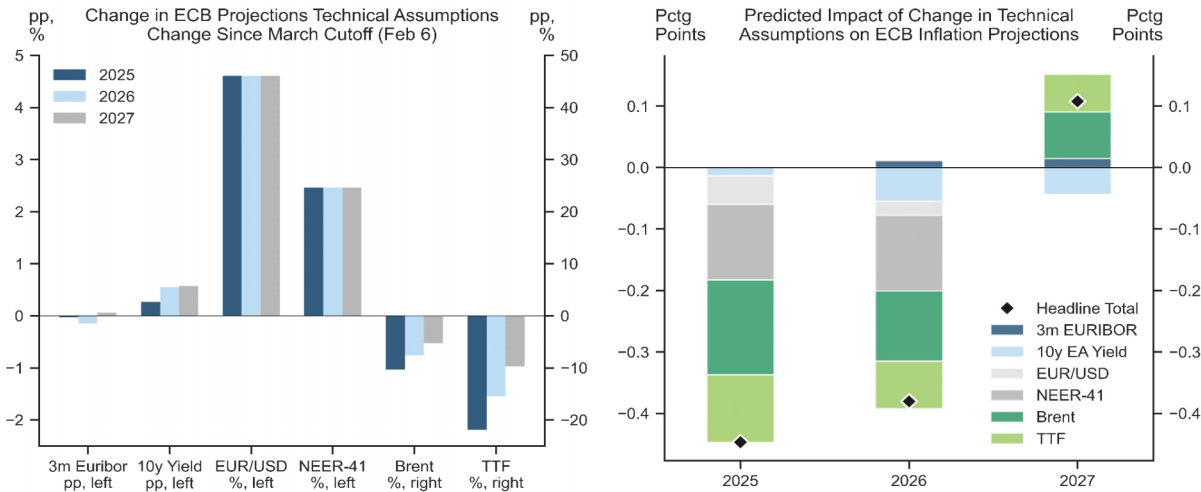 Change in ECB Projections Technical Assumptions
Change Since March Cutoff (Feb 6)
pp,
%
pp,
%
5
4
3
2
1
0
−1
−2
50
40
30
20
10
0
−10
−20
2025
2026
2027
3m Euribor
pp, left
10y Yield
pp, left
EUR/USD
%, left
NEER-41
%, left
Brent
%, right
TTF
%, right
Pctg
Points
Predicted Impact of Change in Technical
Assumptions on ECB Inflation Projections
Pctg
Points
0.1
0.0
−0.1
−0.2
−0.3
−0.4
0.1
0.0
−0.1
−0.2
−0.3
−0.4
Headline Total
3m EURIBOR
10y EA Yield
EUR/USD
NEER-41
Brent
TTF
2025
2026
2027